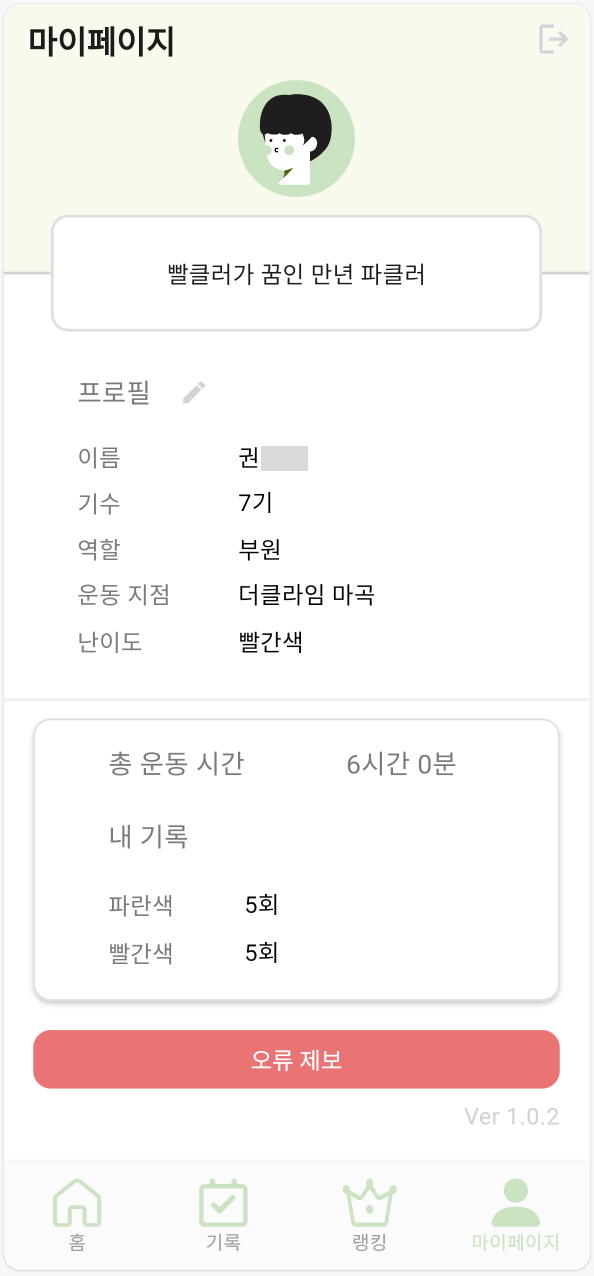 마이페이지
빨클러가 꿈인 만년 파클러
프로필
이름 권
기수 7기
역할 부원
운동 지점 더클라임 마곡
난이도 빨간색
총 운동 시간 6시간 0분
내 기록
파란색 5회
빨간색 5회
오류 제보
Ver 1.0.2
홈 기록 랭킹 마이페이지